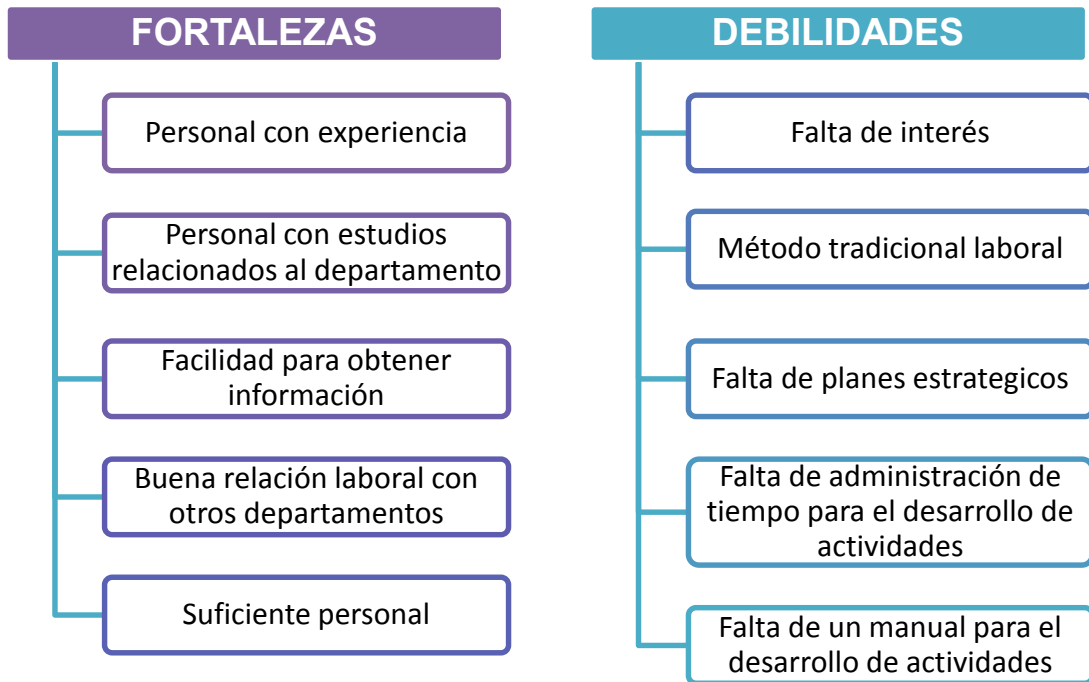 FORTALEZAS
Personal con experiencia
Personal con estudios
relacionados al departamento
Facilidad para obtener
información
Buena relación laboral con
otros departamentos
Suficiente personal
DEBILIDADES
Falta de interés
Método tradicional laboral
Falta de planes estrategicos
Falta de administración de
tiempo para el desarrollo de
actividades
Falta de un manual para el
desarrollo de actividades